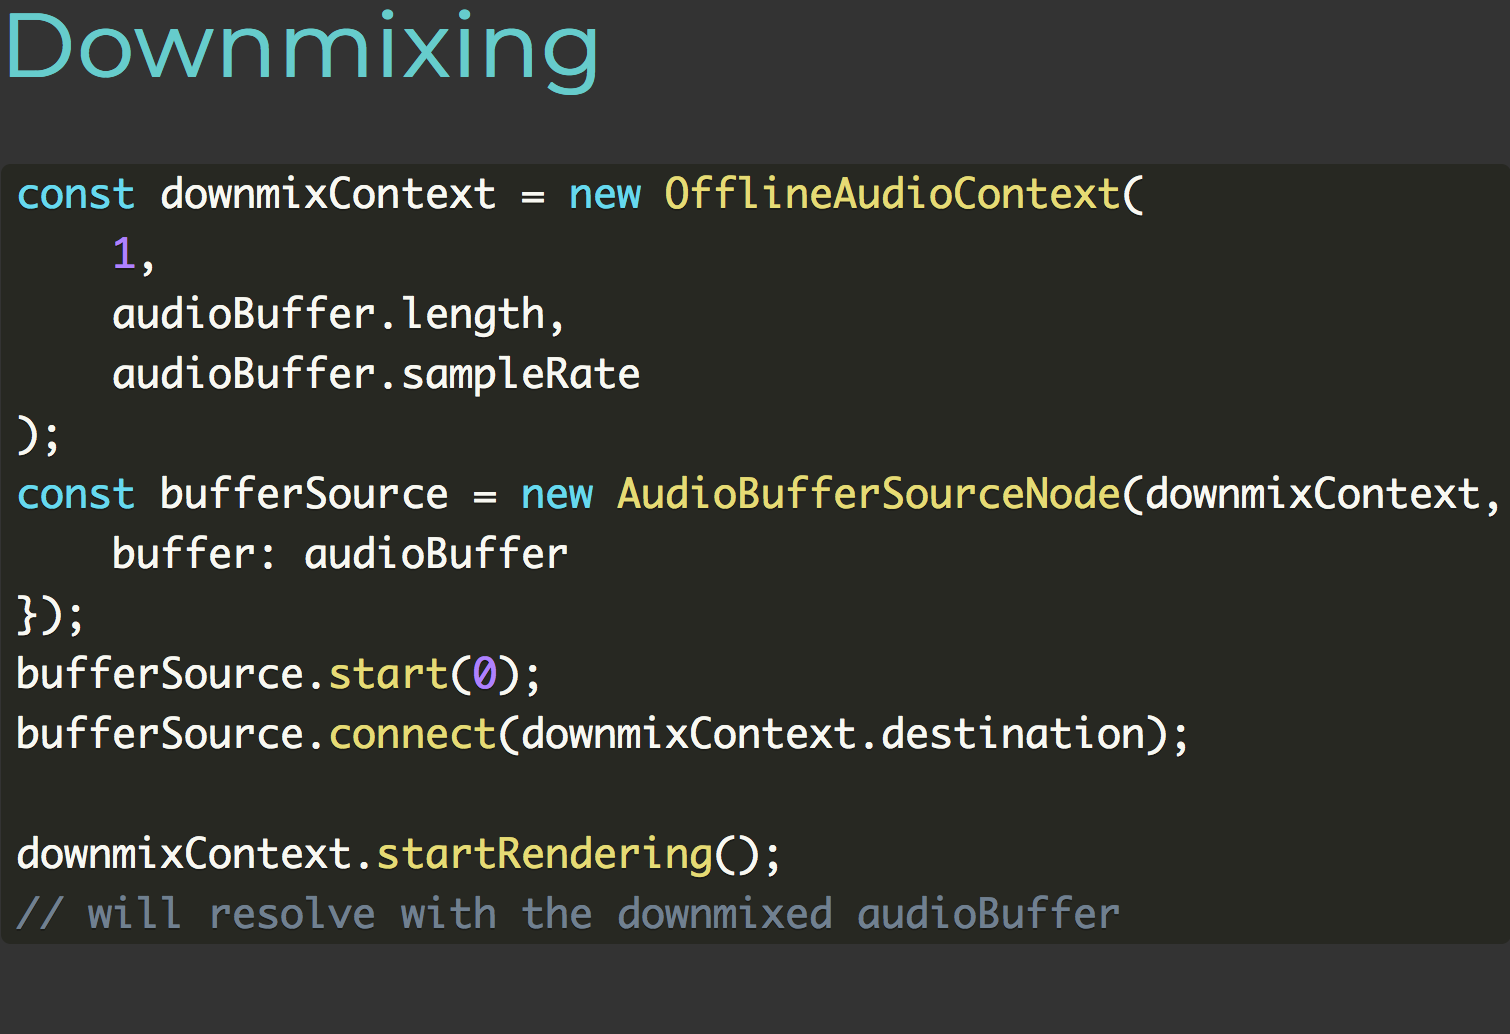 Downmixing
const downmixContext = new OfflineAudioContext(
    1,
    audioBuffer.length,
    audioBuffer.sampleRate
);
const bufferSource = new AudioBufferSourceNode(downmixContext,
    buffer: audioBuffer
});
bufferSource.start(0);
bufferSource.connect(downmixContext.destination);

downmixContext.startRendering();
// will resolve with the downmixed audioBuffer